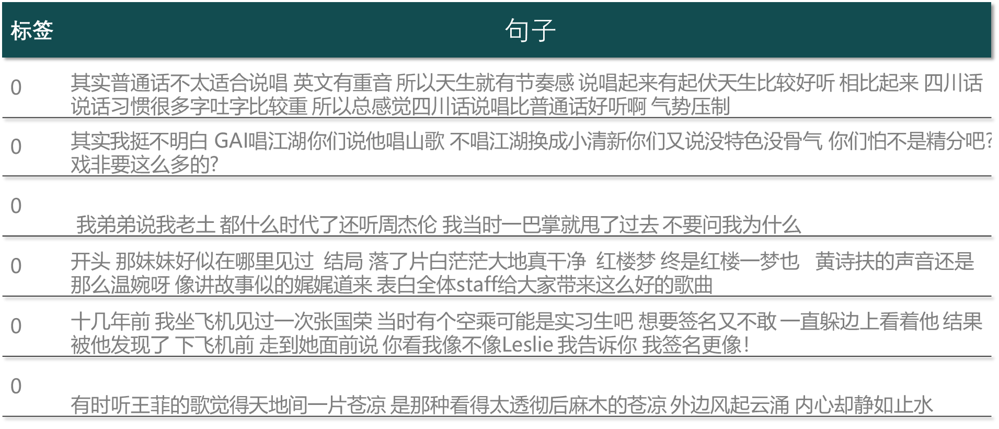 标签 句子
0 其实普通话不太适合说唱 英文有重音 所以天生就有节奏感 说唱起来有起伏天生比较好听 相比起来 四川话
说话习惯很多字吐字比较重 所以总感觉四川话说唱比普通话好听啊 气势压制
0 其实我挺不明白 GAI唱江湖你们说他唱山歌 不唱江湖换成小清新你们又说没特色没骨气 你们怕不是精分吧?
戏非要这么多的?
0 我弟弟说我老土 都什么时代了还听周杰伦 我当时一巴掌就甩了过去 不要问我为什么
0 开头 那妹妹好似在哪里见过 结局 落了片白茫茫大地真干净 红楼梦 终是红楼一梦也 黄诗扶的声音还是
那么温婉呀 像讲故事似的娓娓道来 表白全体staff给大家带来这么好的歌曲
0 十几年前 我坐飞机见过一次张国荣 当时有个空乘可能是实习生吧 想要签名又不敢 一直躲边上看着他 结果
被他发现了 下飞机前 走到她面前说 你看我像不像Leslie 我告诉你 我签名更像!
0 有时听王菲的歌觉得天地间一片苍凉 是那种看得太透彻后麻木的苍凉 外边风起云涌 内心却静如止水